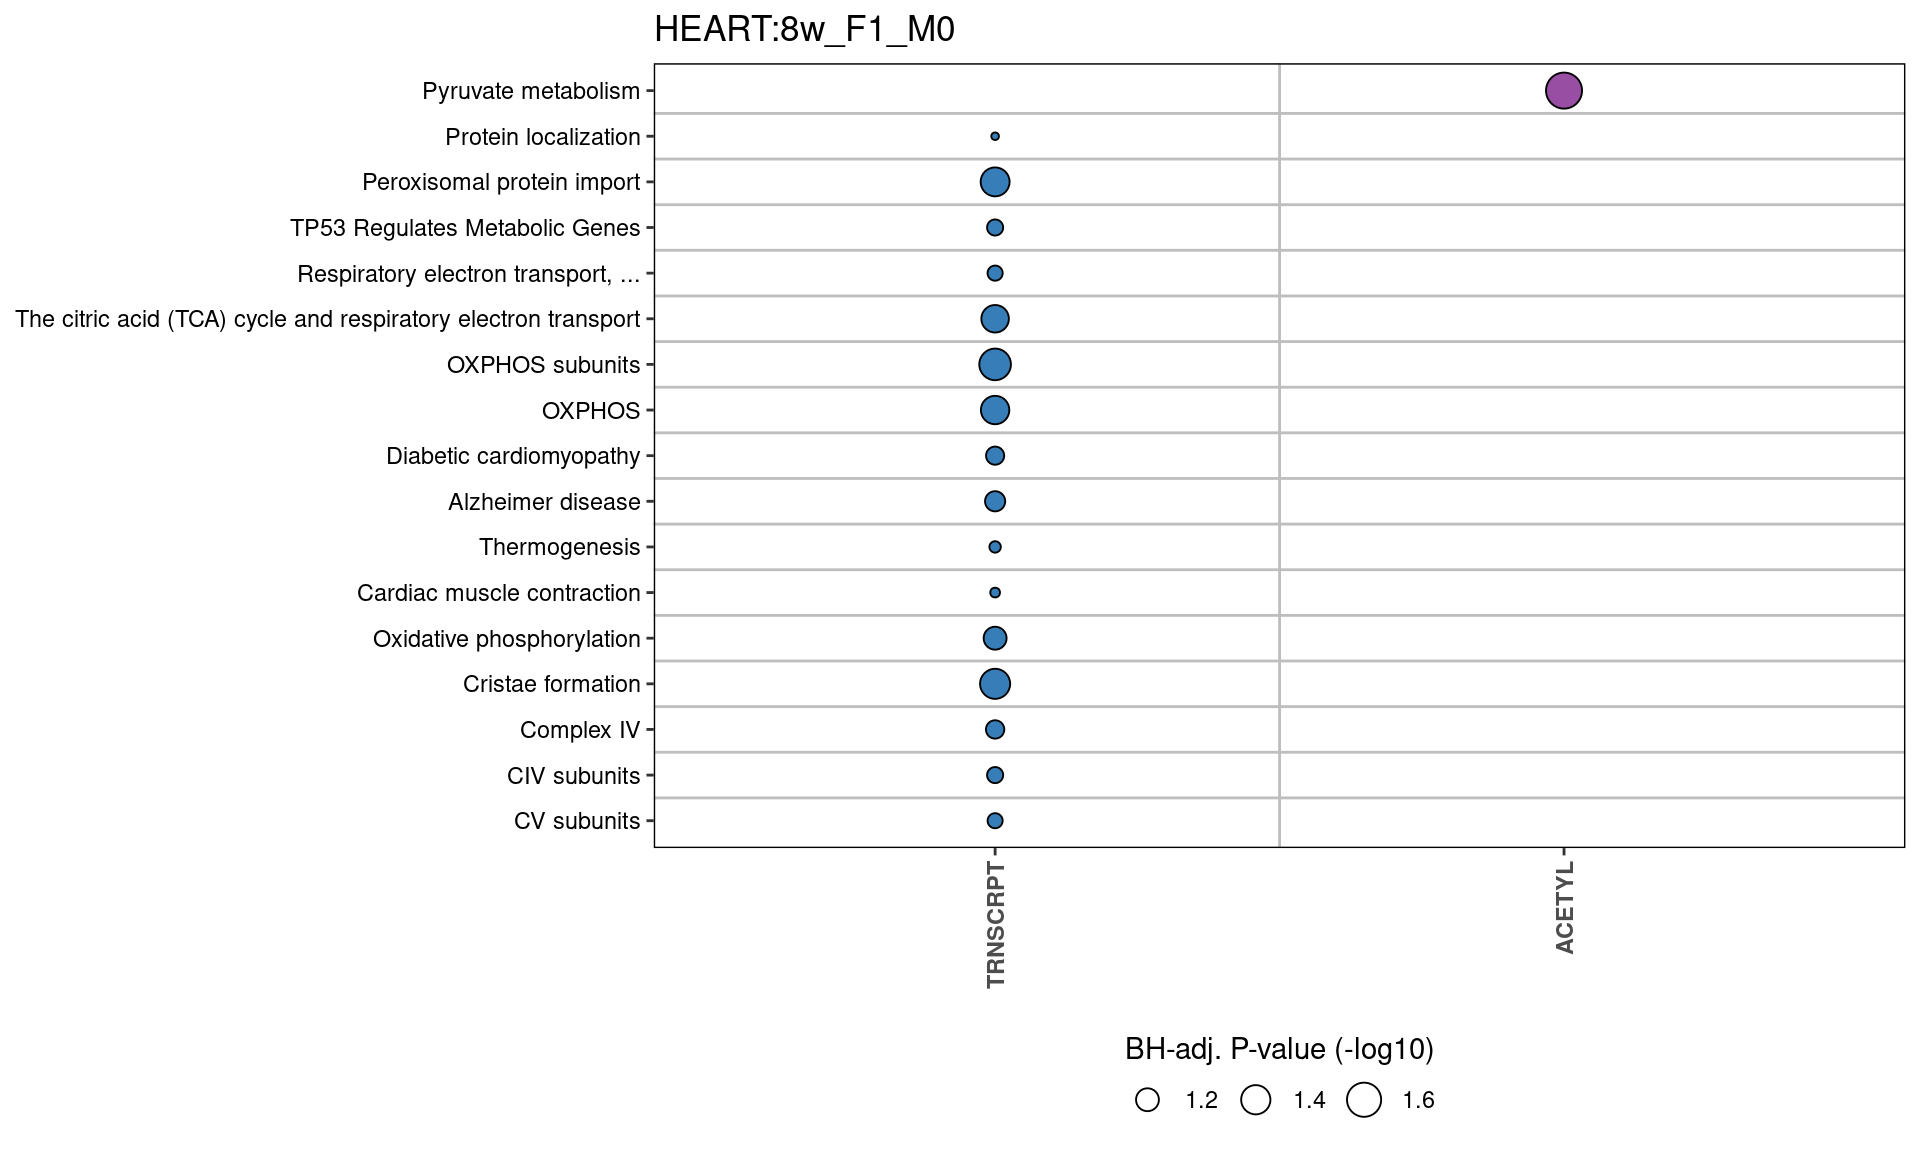 HEART:8w_F1_M0
Pyruvate metabolism
Protein localization
Peroxisomal protein import
TP53 Regulates Metabolic Genes
Respiratory electron transport, ...
The citric acid (TCA) cycle and respiratory electron transport
OXPHOS subunits
OXPHOS
Diabetic cardiomyopathy
Alzheimer disease
Thermogenesis
Cardiac muscle contraction
Oxidative phosphorylation
Cristae formation
Complex IV
CIV subunits
CV subunits
TRNSCRPT
ACETYL
BH-adj. P-value (-log10)
1.2 1.4 1.6